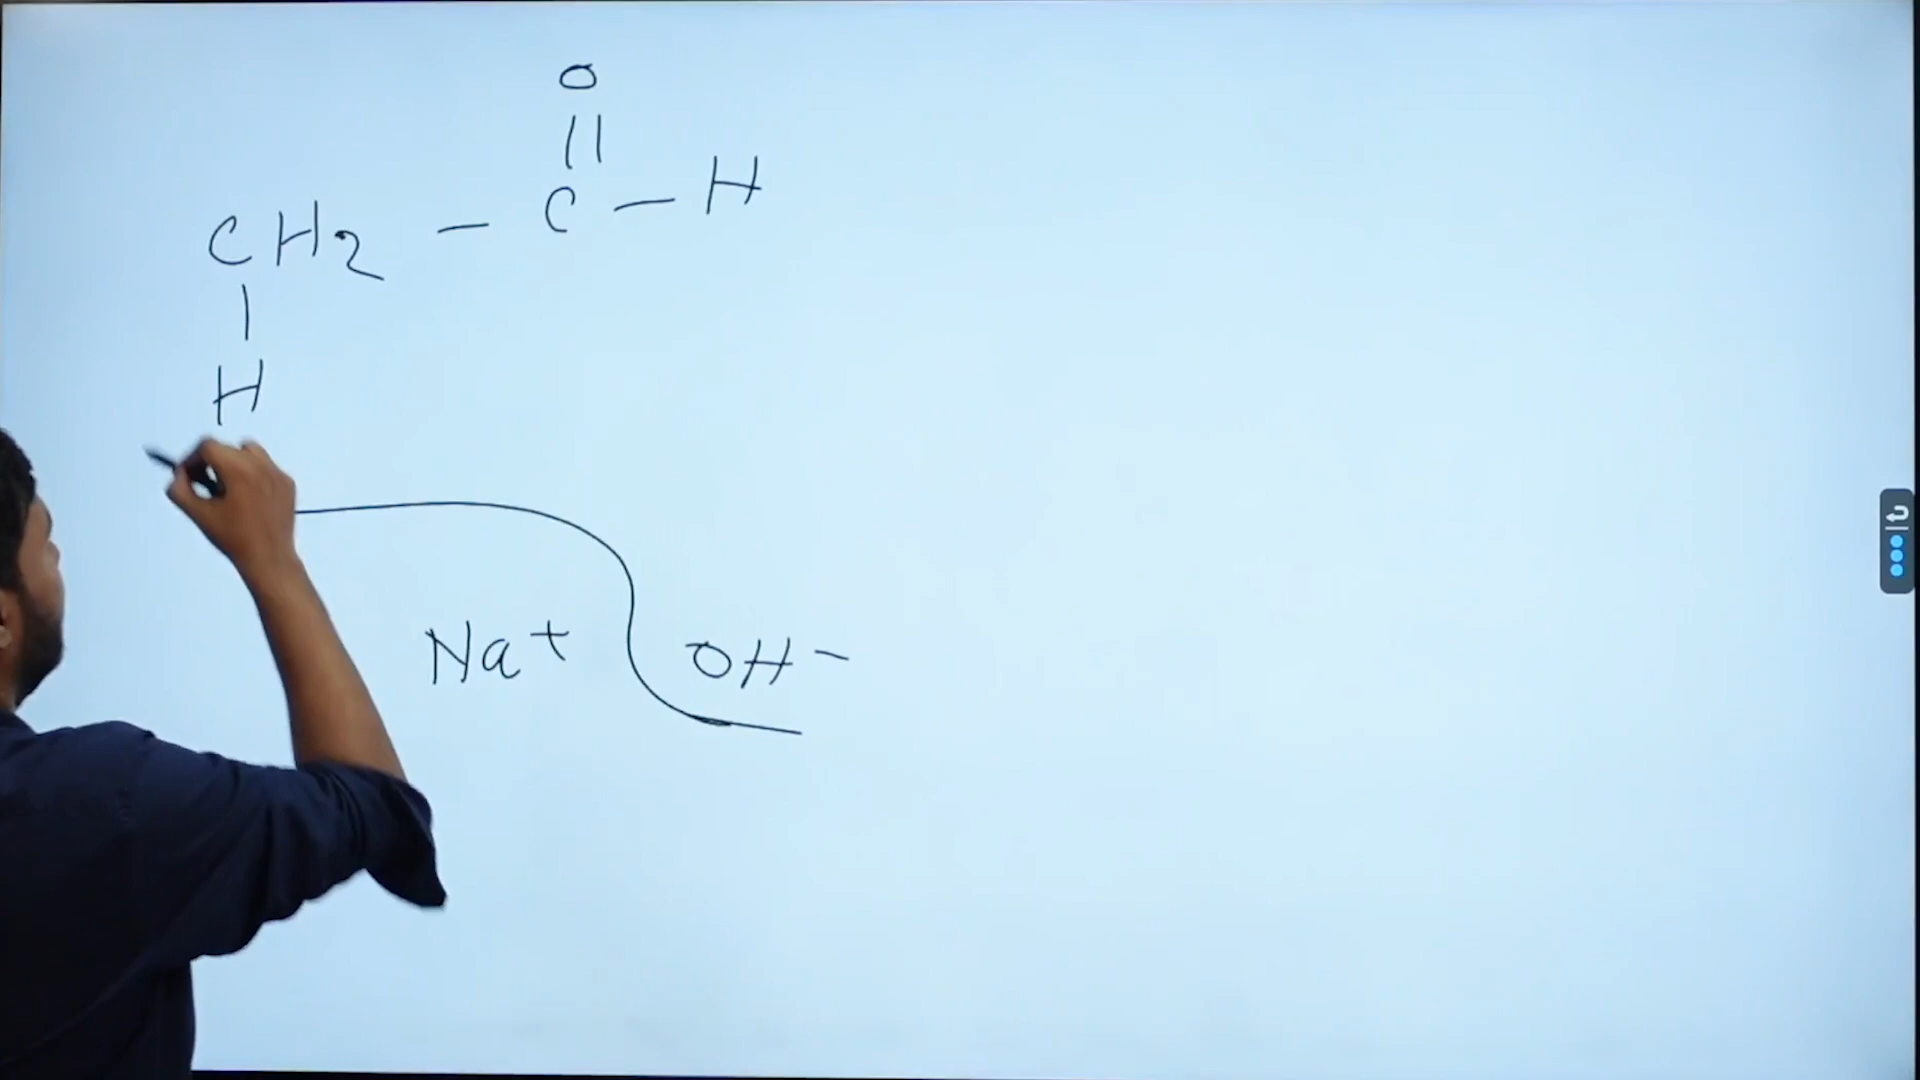 O
||
CH2 - C - H
|
H
Na+ OH-